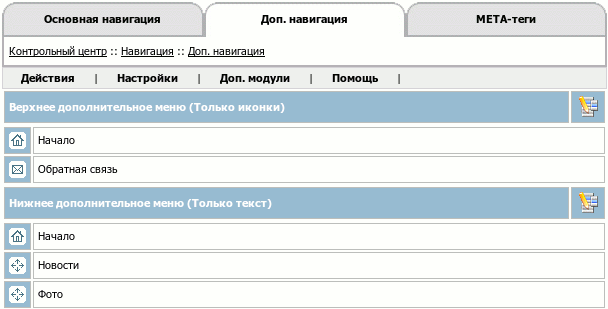 Основная навигация Доп. навигация META-теги
Контрольный центр :: Навигация :: Доп. навигация
Действия | Настройки | Доп. модули | Помощь |
Верхнее дополнительное меню (Только иконки)
Начало
Обратная связь
Нижнее дополнительное меню (Только текст)
Начало
Новости
Фото